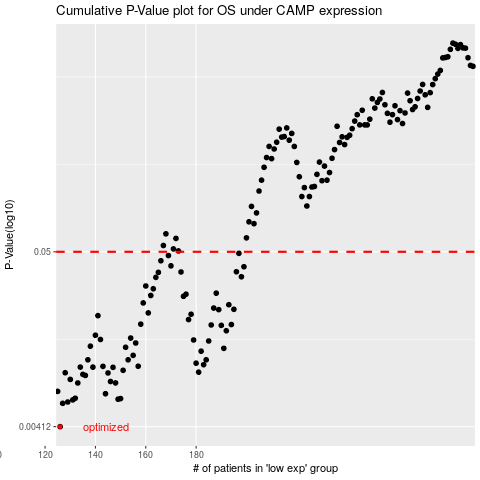 Cumulative P-Value plot for OS under CAMP expression
P-Value(log10)
0.05
0.00412
optimized
0 120 140 160 180
# of patients in 'low exp' group